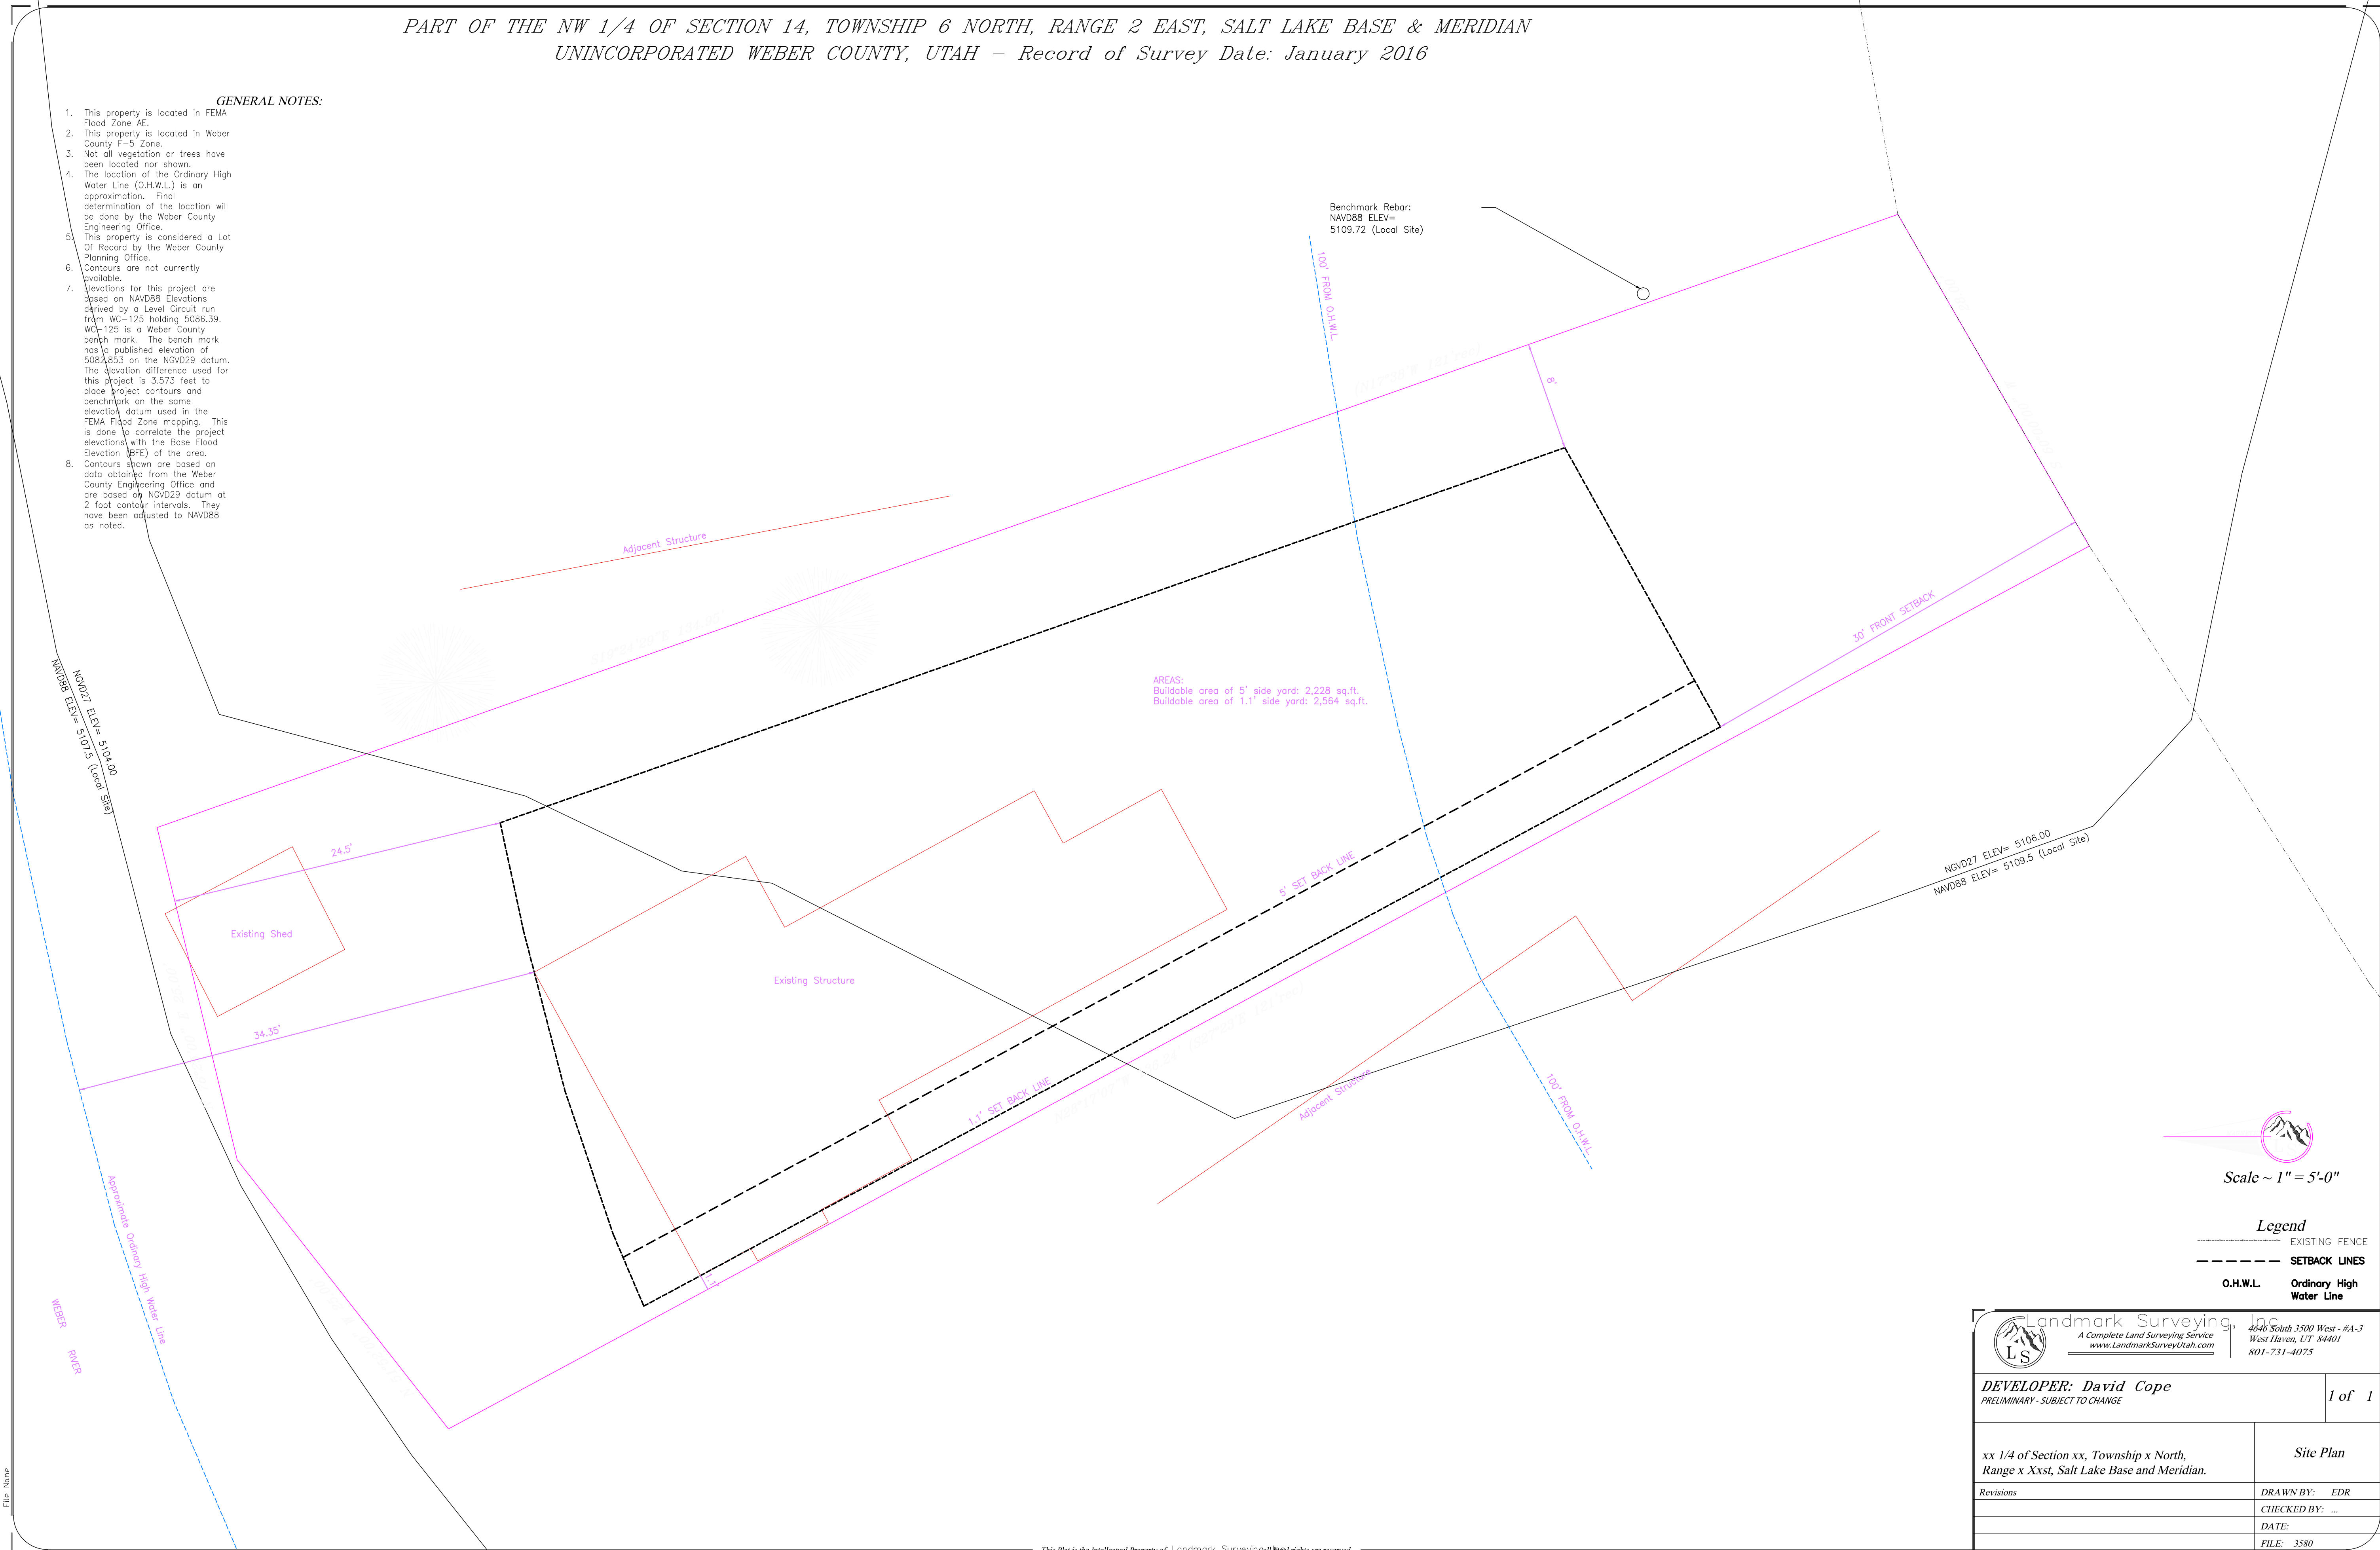 PART OF THE NW 1/4 OF SECTION 14, TOWNSHIP 6 NORTH, RANGE 2 EAST, SALT LAKE BASE & MERIDIAN
UNINCORPORATED WEBER COUNTY, UTAH - Record of Survey Date: January 2016
GENERAL NOTES:
1. This property is located in FEMA
Flood Zone AE.
2. This property is located in Weber
County F-5 Zone.
3. Not all vegetation or trees have
been located nor shown.
4. The location of the Ordinary High
Water Line (O.H.W.L.) is an
approximation. Final
determination of the location will
be done by the Weber County
Engineering Office.
5. This property is considered a Lot
Of Record by the Weber County
Planning Office.
6. Contours are not currently
available.
7. Elevations for this project are
based on NAVD88 Elevations
derived by a Level Circuit run
from WC-125 holding 5086.39.
WC-125 is a Weber County
bench mark. The bench mark
has a published elevation of
5082.853 on the NGVD29 datum.
The elevation difference used for
this project is 3.573 feet to
place project contours and
benchmark on the same
elevation datum used in the
FEMA Flood Zone mapping. This
is done to correlate the project
elevations with the Base Flood
Elevation (BFE) of the area.
8. Contours shown are based on
data obtained from the Weber
County Engineering Office and
are based on NGVD29 datum at
2 foot contour intervals. They
have been adjusted to NAVD88
as noted.
Benchmark Rebar:
NAVD88 ELEV=
5109.72 (Local Site)
100' FROM O.H.W.L.
8'
Adjacent Structure
30' FRONT SETBACK
AREAS:
Buildable area of 5' side yard: 2,228 sq.ft.
Buildable area of 1.1' side yard: 2,564 sq.ft.
NGVD27 ELEV= 5104.00
NAVD88 ELEV= 5107.5 (Local Site)
24.5'
Existing Shed
5' SET BACK LINE
NGVD27 ELEV= 5106.00
NAVD88 ELEV= 5109.5 (Local Site)
Existing Structure
34.35'
1.1' SET BACK LINE
Adjacent Structure
100' FROM O.H.W.L.
1.1'
Approximate Ordinary High Water Line
WEBER RIVER
Scale ~ 1" = 5'-0"
Legend
EXISTING FENCE
SETBACK LINES
O.H.W.L. Ordinary High
Water Line
L S
Landmark Surveying, Inc.
A Complete Land Surveying Service
www.LandmarkSurveyUtah.com
4646 South 3500 West - #A-3
West Haven, UT 84401
801-731-4075
DEVELOPER: David Cope
PRELIMINARY - SUBJECT TO CHANGE
1 of 1
xx 1/4 of Section xx, Township x North,
Range x Xxst, Salt Lake Base and Meridian.
Site Plan
Revisions
DRAWN BY: EDR
CHECKED BY: ...
DATE:
FILE: 3580
File Name
This Plat is the Intellectual Property of Landmark Surveying, rights are reserved